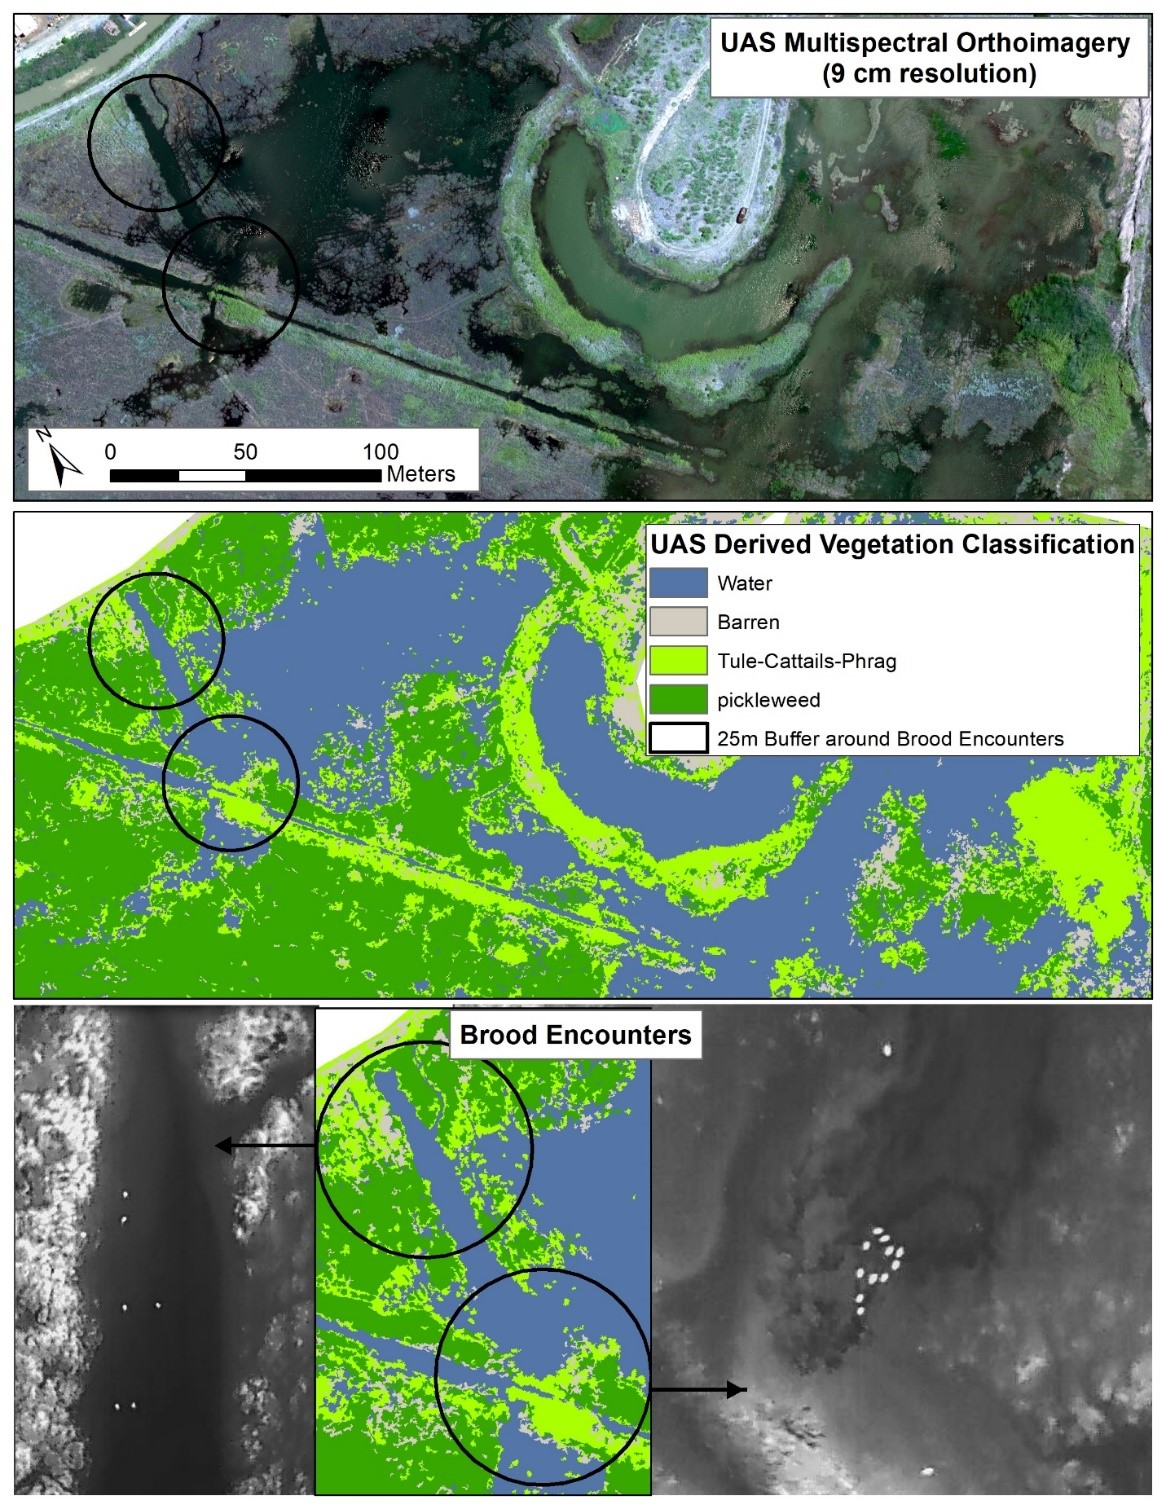 UAS Multispectral Orthoimagery
(9 cm resolution)
N
0 50 100
Meters
UAS Derived Vegetation Classification
Water
Barren
Tule-Cattails-Phrag
pickleweed
25m Buffer around Brood Encounters
Brood Encounters